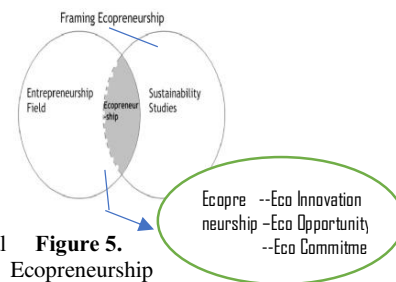 Framing Ecopreneurship
Entrepreneurship
Field
Ecopreneur
-ship
Sustainability
Studies
Ecopre --Eco Innovation
neurship –Eco Opportunity
--Eco Commitme
l Figure 5.
Ecopreneurship